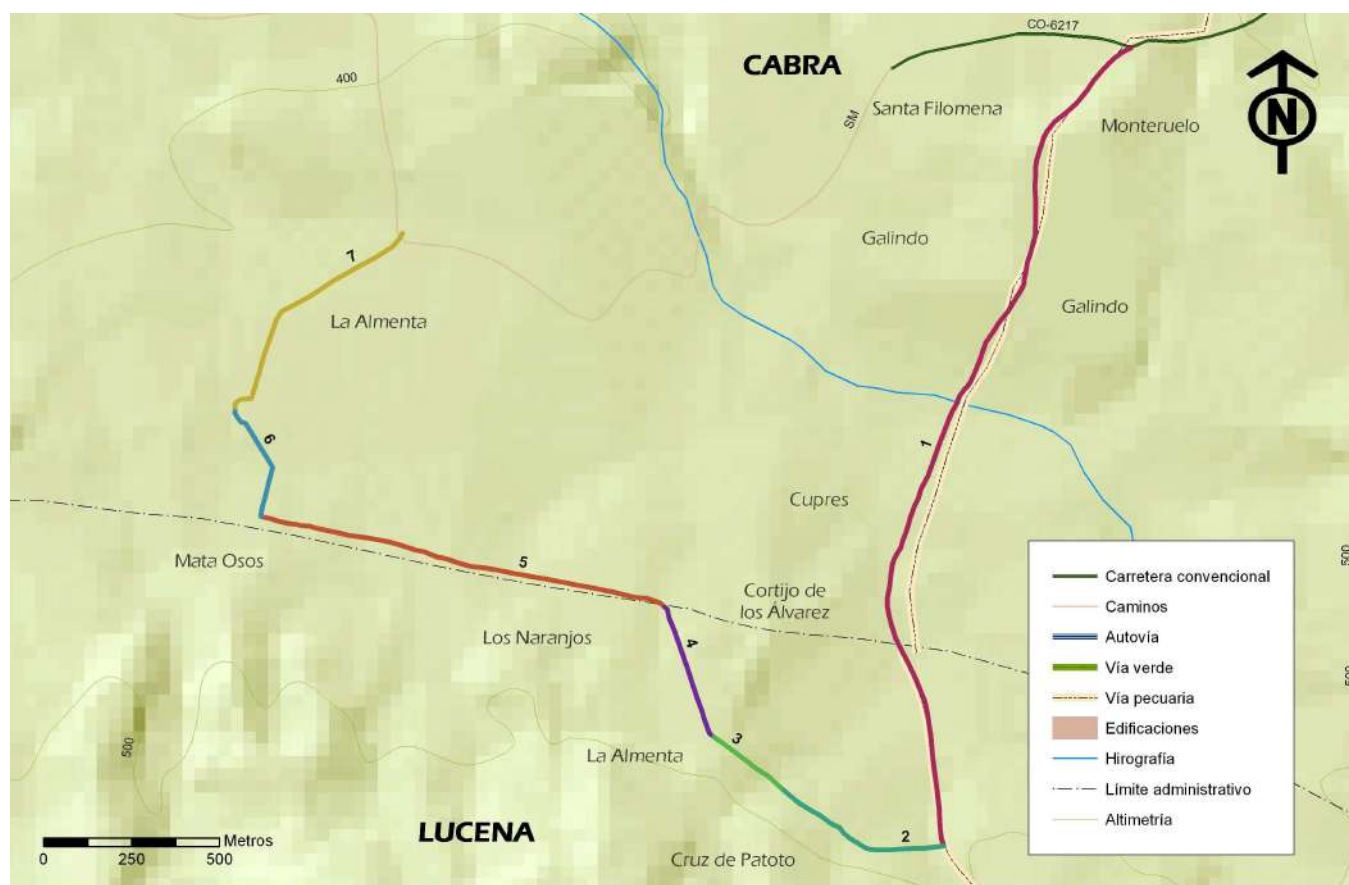 CO-6217
CABRA
400
Santa Filomena
SM
Monteruelo
N
Galindo
7
Galindo
La Almenta
6
1
Cupres
Mata Osos
5
Cortijo de
los Álvarez
Los Naranjos
4
500
500
500
3
La Almenta
2
LUCENA
Cruz de Patoto
Metros
0 250 500
Carretera convencional
Caminos
Autovía
Vía verde
Vía pecuaria
Edificaciones
Hirografía
Límite administrativo
Altimetría